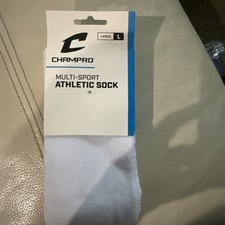 LARGE L
CHAMPRO
MULTI-SPORT
ATHLETIC SOCK